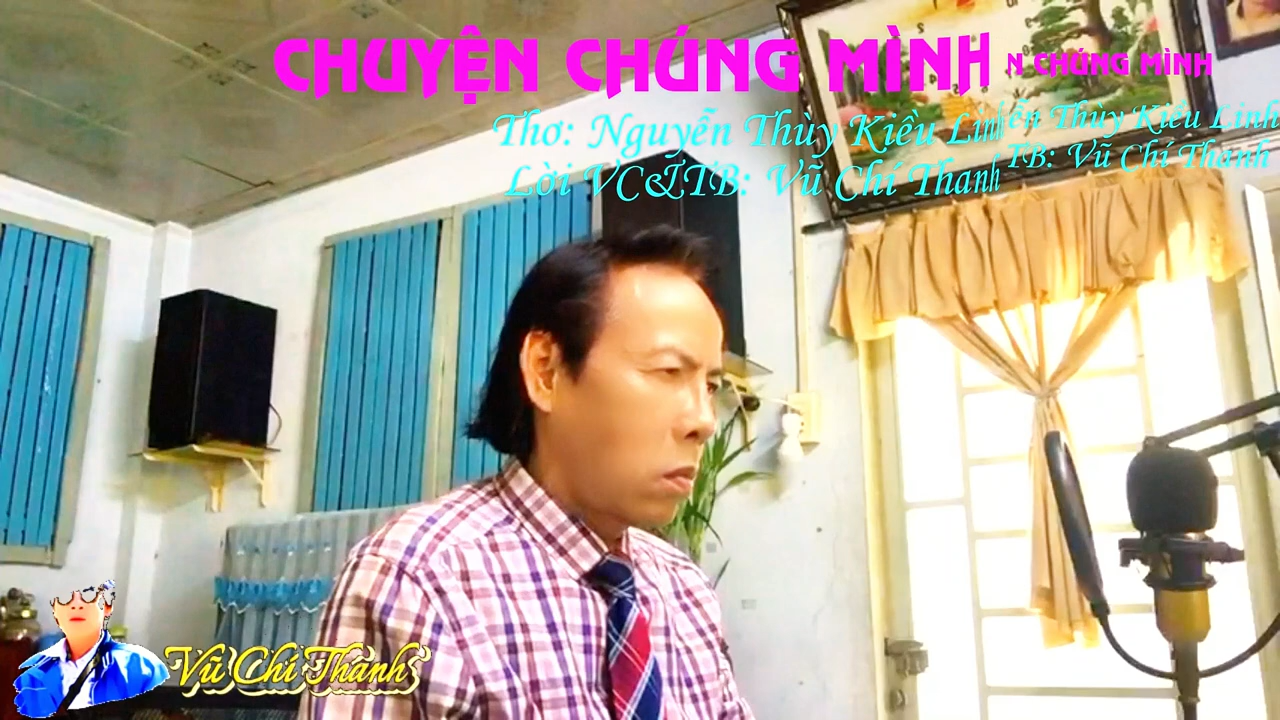 CHUYỆN CHÚNG MÌNH
N CHÚNG MÌNH
Thơ: Nguyễn Thùy Kiều Linh
ễn Thùy Kiều Linh
Lời VC&TB: Vũ Chí Thanh
TB: Vũ Chí Thanh
Vũ Chí Thanh